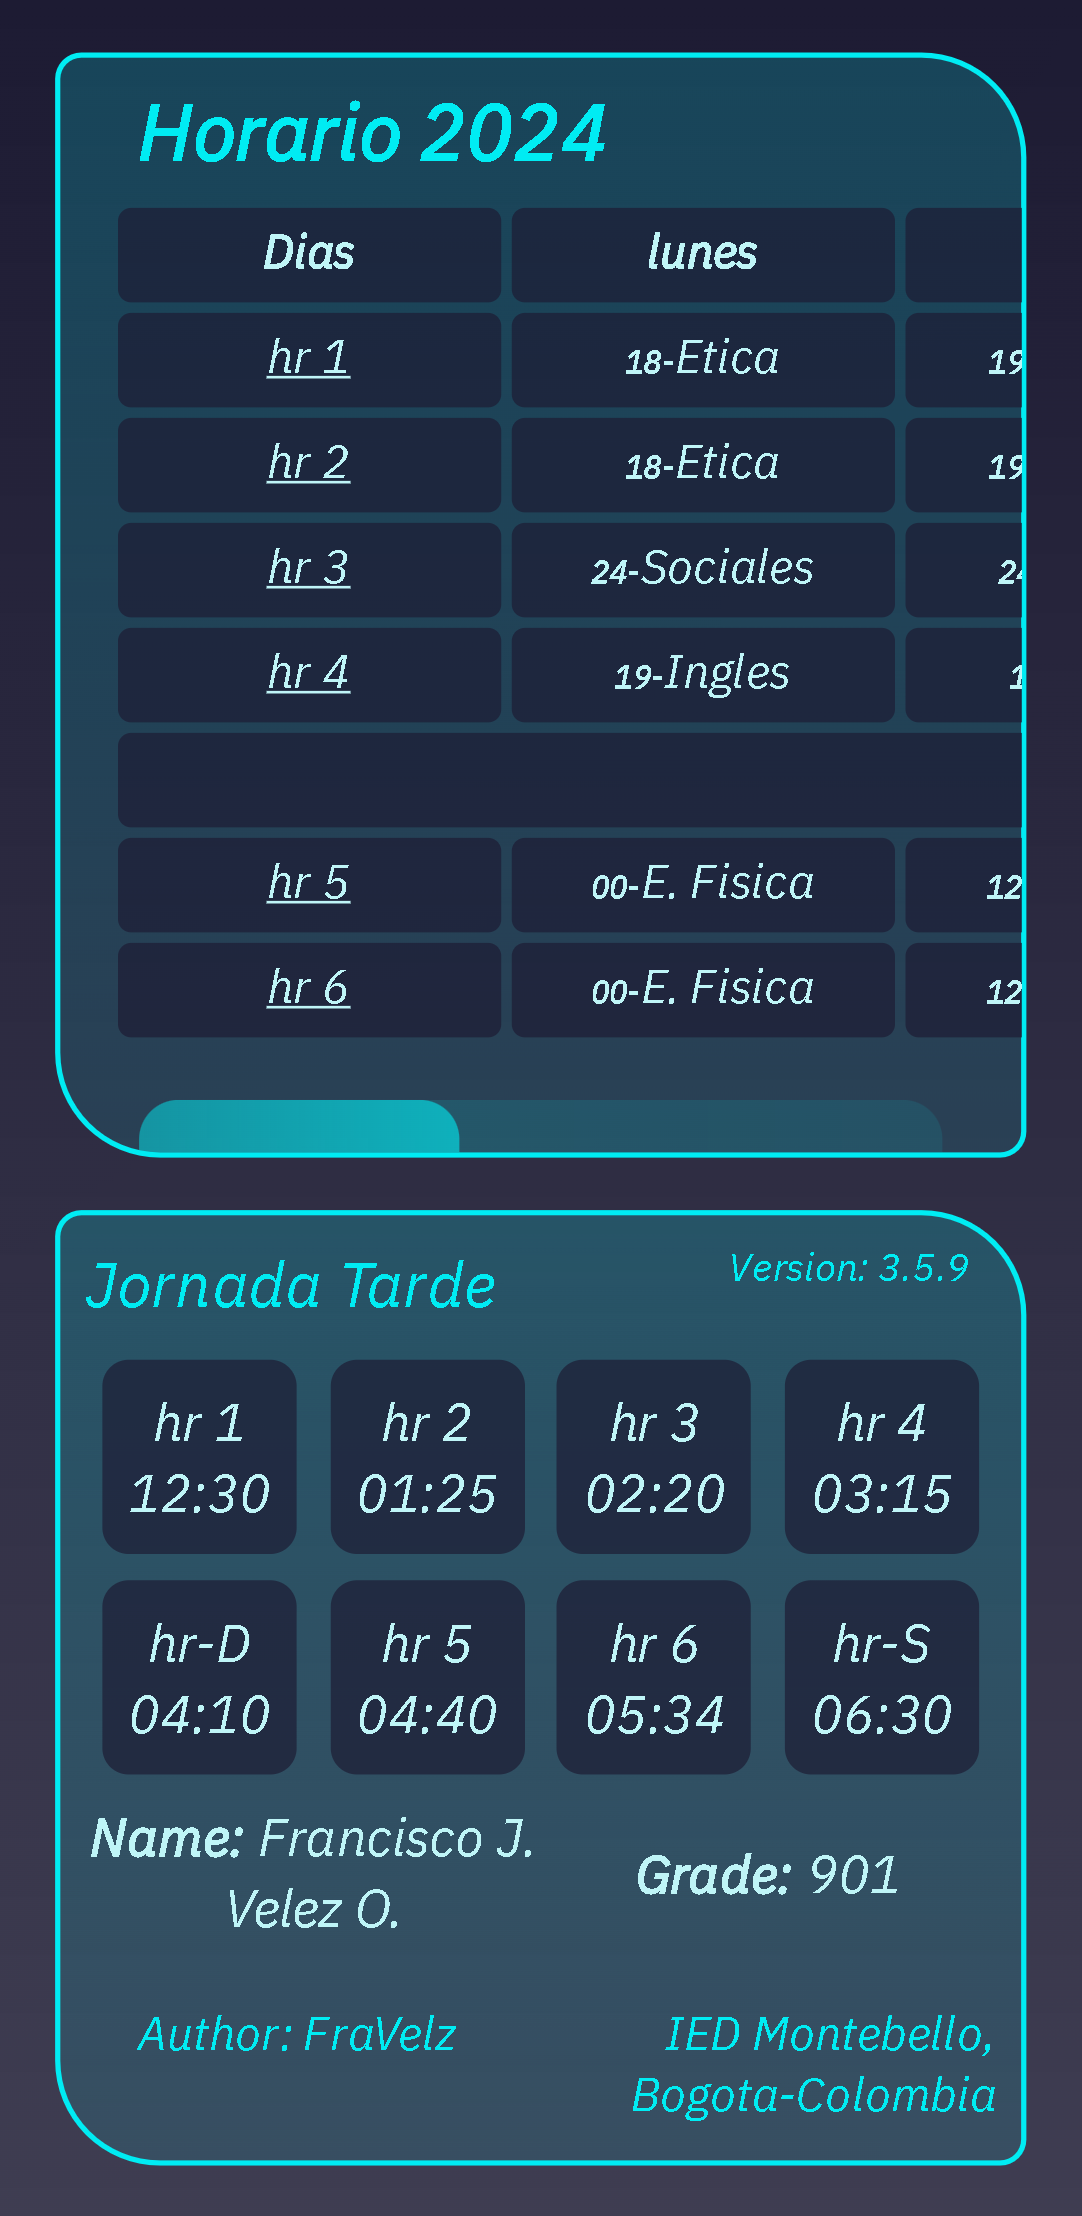 Horario 2024
Dias lunes
hr 1 18-Etica 19
hr 2 18-Etica 19
hr 3 24-Sociales 24
hr 4 19-Ingles 1
hr 5 00-E. Fisica 12
hr 6 00-E. Fisica 12
Jornada Tarde Version: 3.5.9
hr 1 hr 2 hr 3 hr 4
12:30 01:25 02:20 03:15
hr-D hr 5 hr 6 hr-S
04:10 04:40 05:34 06:30
Name: Francisco J.
Velez O.
Grade: 901
Author: FraVelz
IED Montebello,
Bogota-Colombia